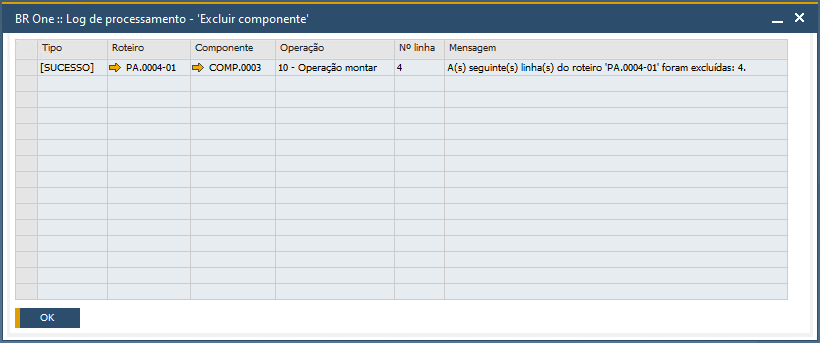 BR One :: Log de processamento - 'Excluir componente'
Tipo Roteiro Componente Operação Nº linha Mensagem
[SUCESSO] PA.0004-01 COMP.0003 10 - Operação montar 4 A(s) seguinte(s) linha(s) do roteiro 'PA.0004-01' foram excluídas: 4.
OK